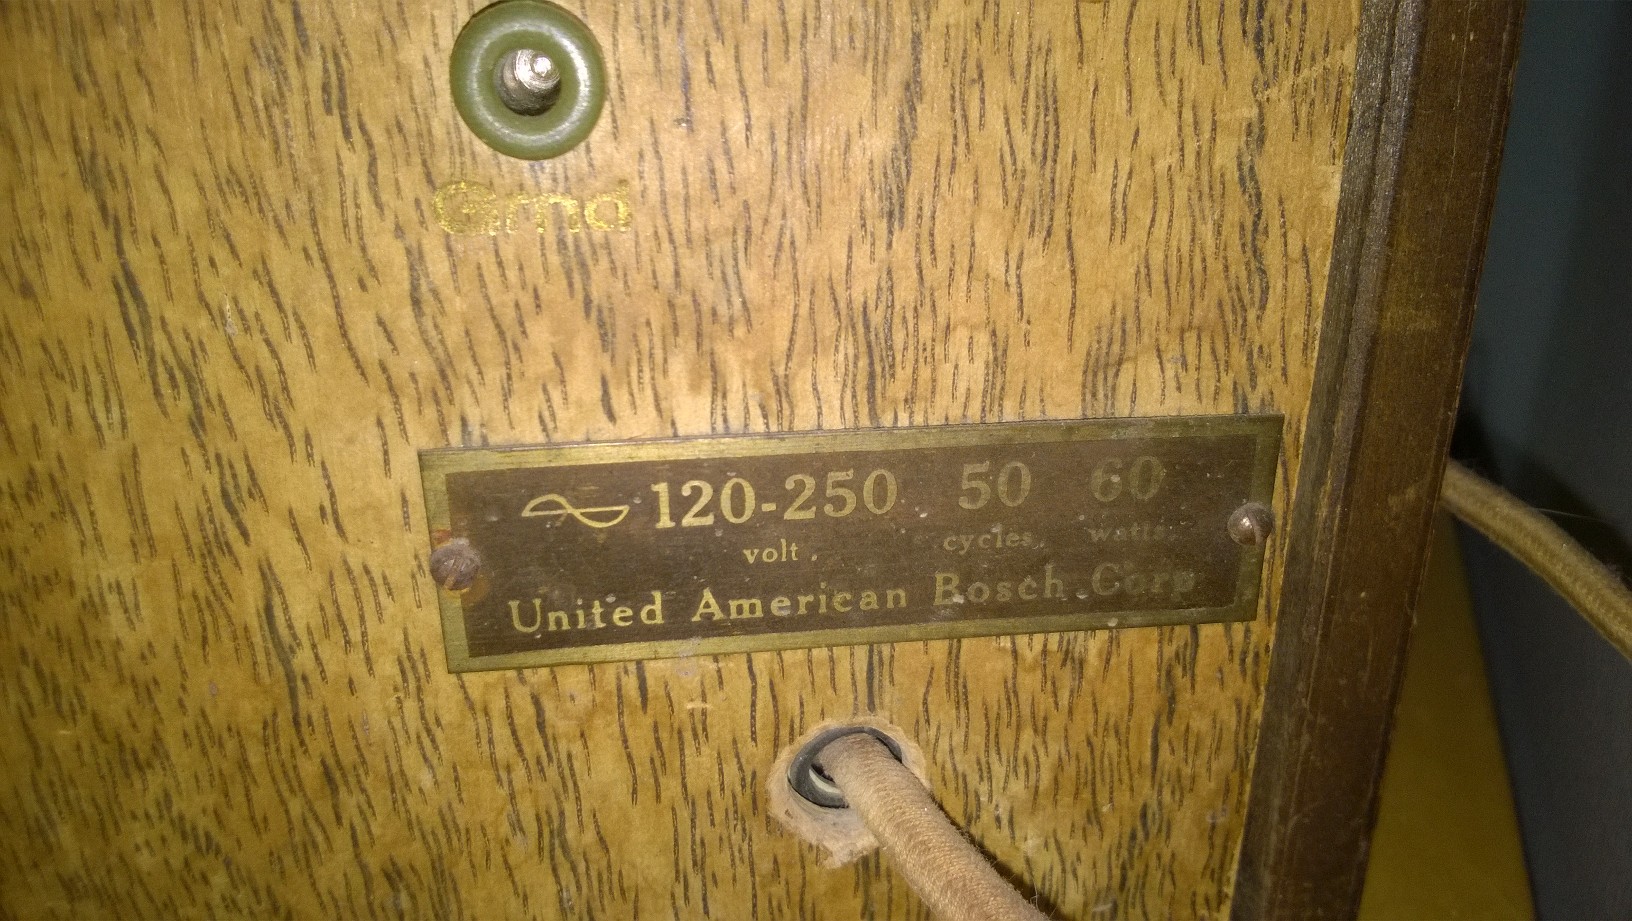 Grnd
120-250 50 60
volt. cycles. watts.
United American Bosch Corp